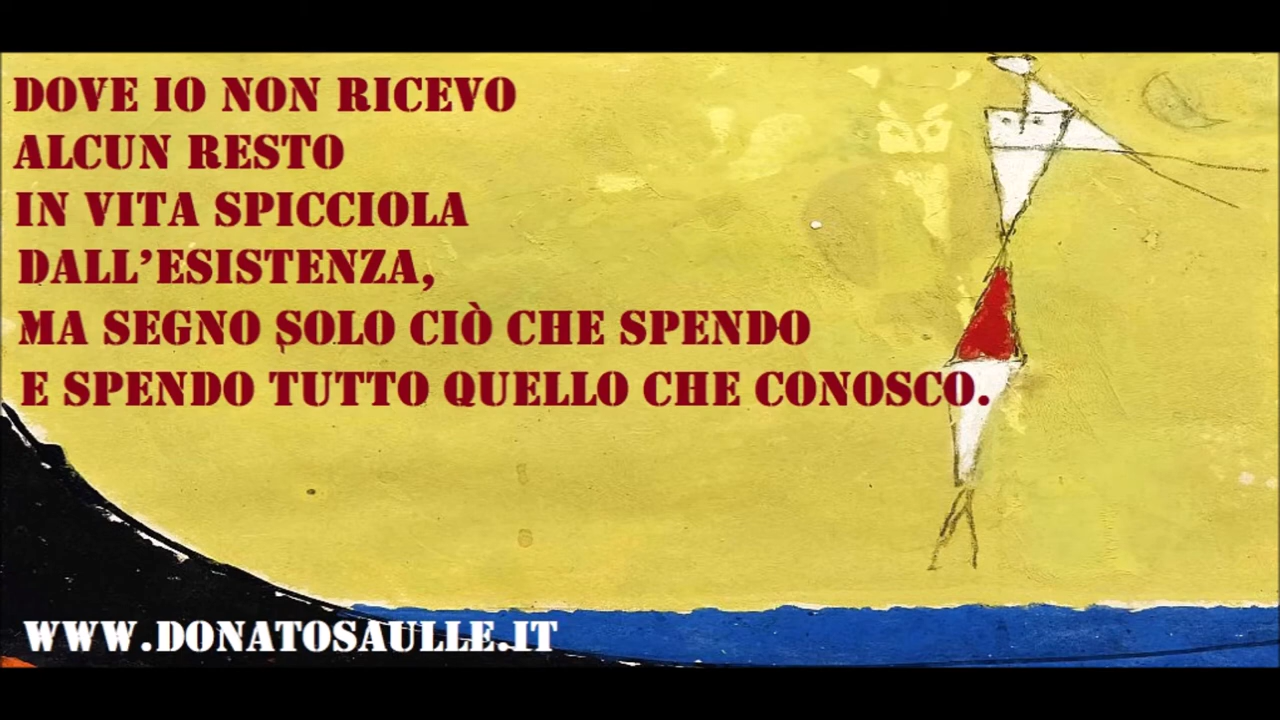 DOVE IO NON RICEVO
ALCUN RESTO
IN VITA SPICCIOLA
DALL'ESISTENZA,
MA SEGNO SOLO CIÒ CHE SPENDO
E SPENDO TUTTO QUELLO CHE CONOSCO.
WWW.DONATOSAULLE.IT